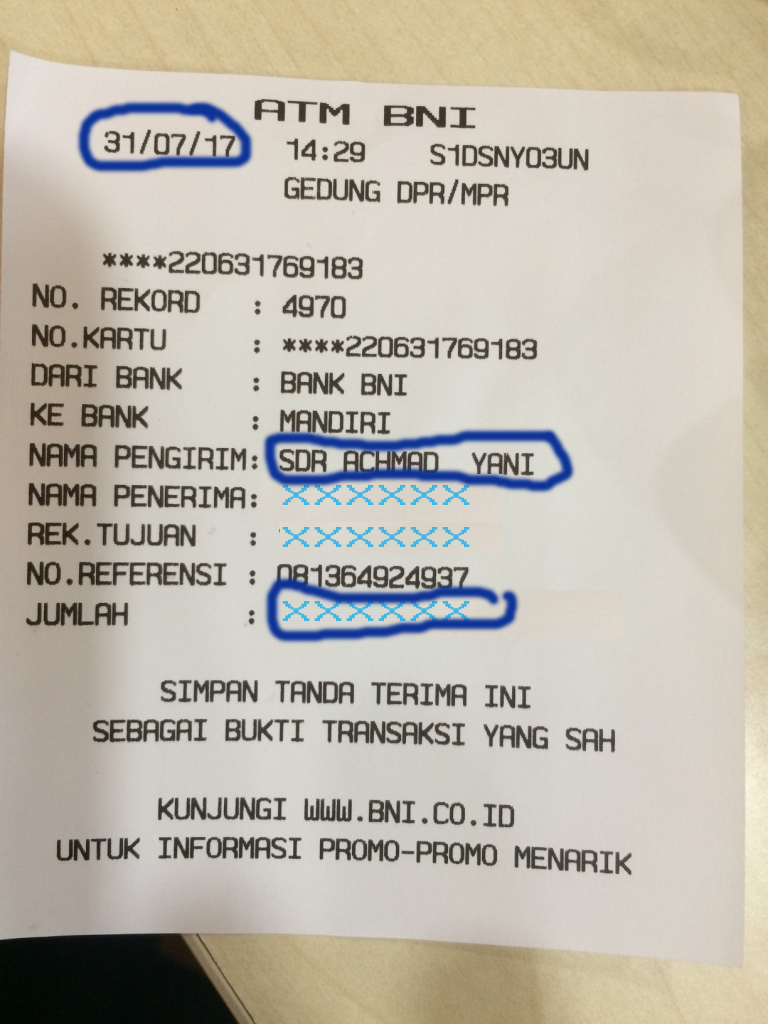 ATM BNI
31/07/17 14:29 S1DSNY03UN
GEDUNG DPR/MPR
****220631769183
NO. REKORD : 4970
NO.KARTU : ****220631769183
DARI BANK : BANK BNI
KE BANK : MANDIRI
NAMA PENGIRIM: SDR ACHMAD YANI
NAMA PENERIMA: XXXXXX
REK.TUJUAN : XXXXXX
NO.REFERENSI : 081364924937
JUMLAH : XXXXXX
SIMPAN TANDA TERIMA INI
SEBAGAI BUKTI TRANSAKSI YANG SAH
KUNJUNGI WWW.BNI.CO.ID
UNTUK INFORMASI PROMO-PROMO MENARIK